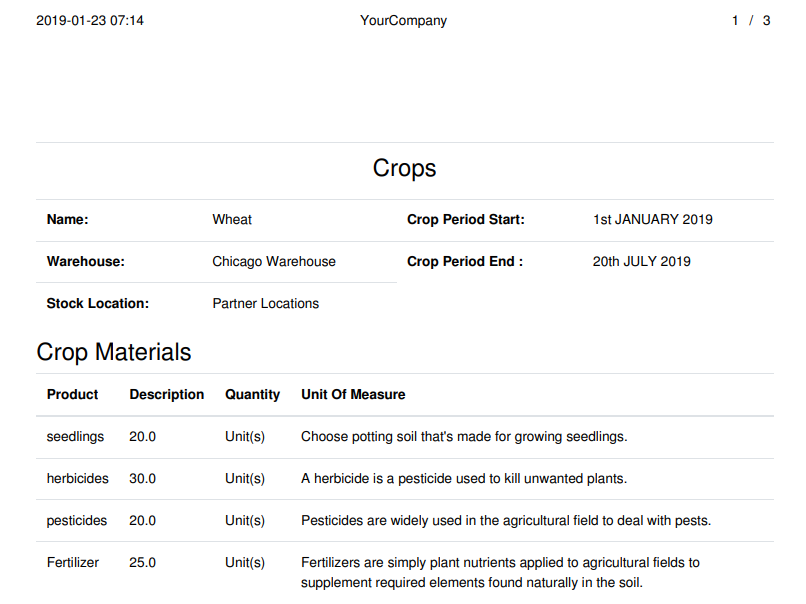 2019-01-23 07:14 YourCompany 1 / 3
Crops
Name: Wheat Crop Period Start: 1st JANUARY 2019
Warehouse: Chicago Warehouse Crop Period End : 20th JULY 2019
Stock Location: Partner Locations
Crop Materials
Product Description Quantity Unit Of Measure
seedlings 20.0 Unit(s) Choose potting soil that's made for growing seedlings.
herbicides 30.0 Unit(s) A herbicide is a pesticide used to kill unwanted plants.
pesticides 20.0 Unit(s) Pesticides are widely used in the agricultural field to deal with pests.
Fertilizer 25.0 Unit(s) Fertilizers are simply plant nutrients applied to agricultural fields to
supplement required elements found naturally in the soil.